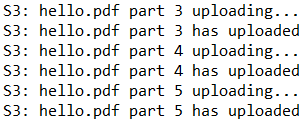 S3: hello.pdf part 3 uploading...
S3: hello.pdf part 3 has uploaded
S3: hello.pdf part 4 uploading...
S3: hello.pdf part 4 has uploaded
S3: hello.pdf part 5 uploading...
S3: hello.pdf part 5 has uploaded